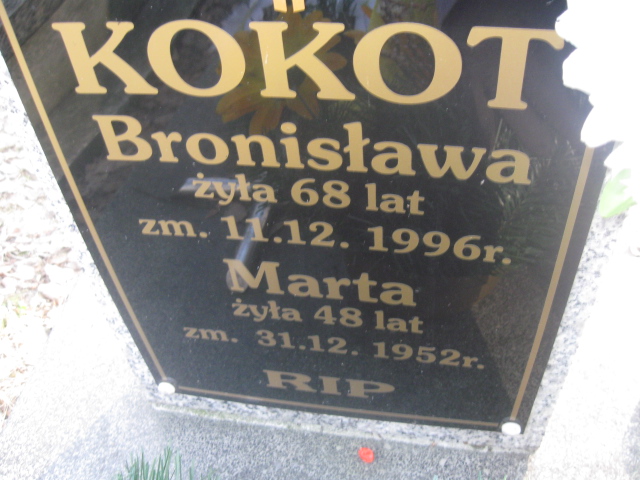 KOKOT
Bronisława
żyła 68 lat
zm. 11.12. 1996r.
Marta
żyła 48 lat
zm. 31.12. 1952r.
RIP